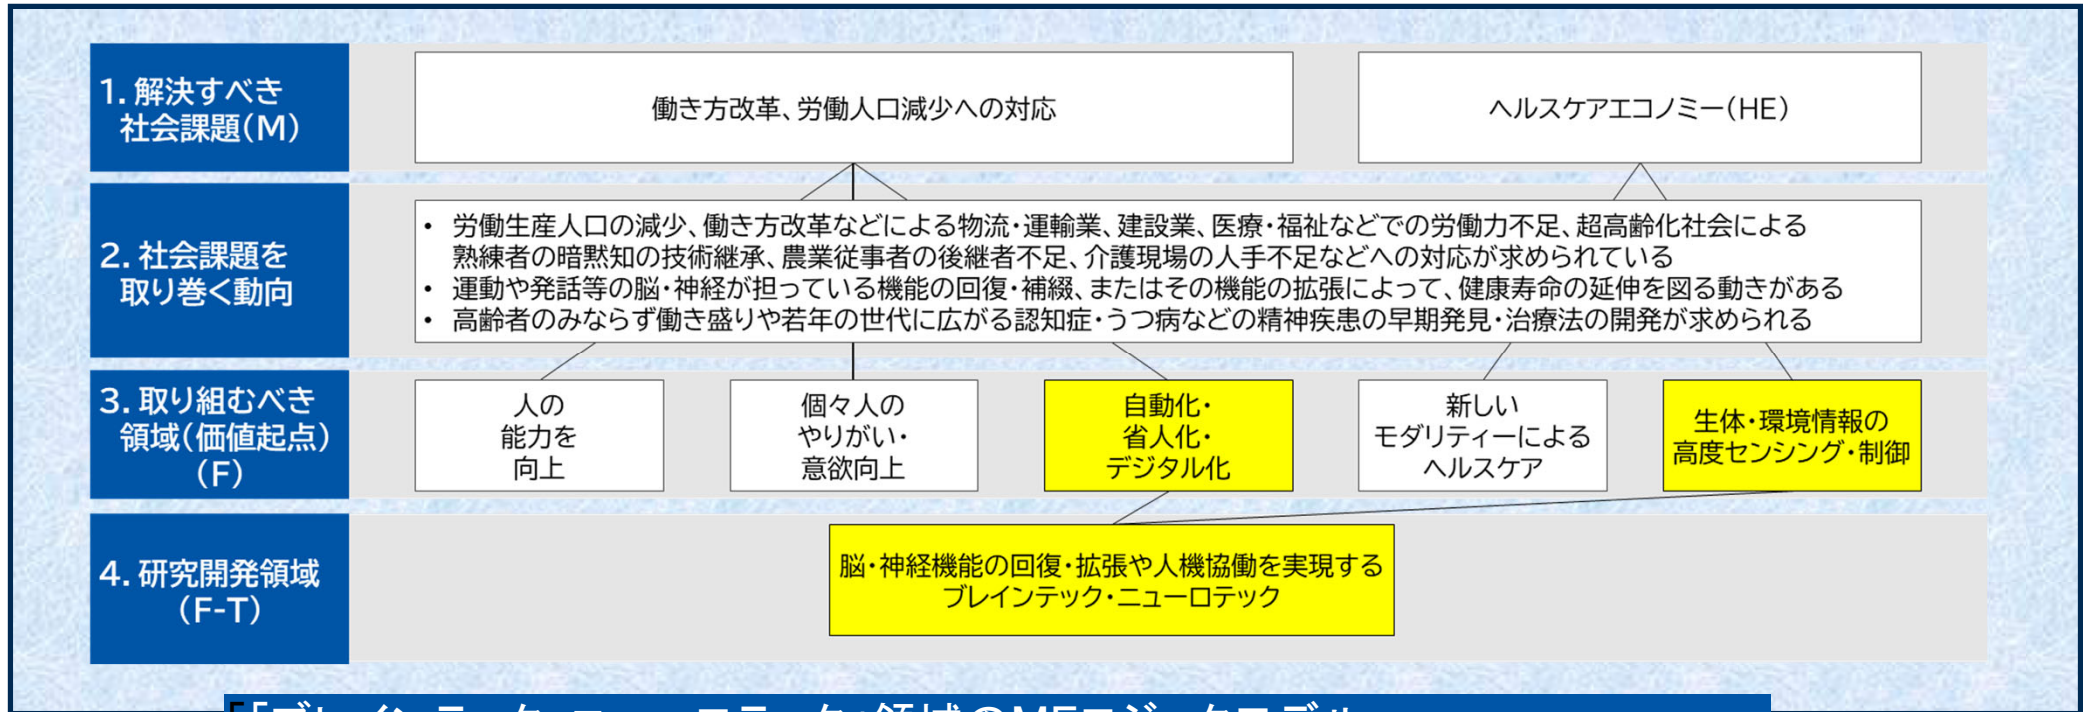 1. 解決すべき
社会課題(M)
働き方改革、労働人口減少への対応
ヘルスケアエコノミー(HE)
2. 社会課題を
取り巻く動向
• 労働生産人口の減少、働き方改革などによる物流・運輸業、建設業、医療・福祉などでの労働力不足、超高齢化社会による
熟練者の暗黙知の技術継承、農業従事者の後継者不足、介護現場の人手不足などへの対応が求められている
• 運動や発話等の脳・神経が担っている機能の回復・補綴、またはその機能の拡張によって、健康寿命の延伸を図る動きがある
• 高齢者のみならず働き盛りや若年の世代に広がる認知症・うつ病などの精神疾患の早期発見・治療法の開発が求められる
3. 取り組むべき
領域(価値起点)
(F)
人の
能力を
向上
個々人の
やりがい・
意欲向上
自動化・
省人化・
デジタル化
新しい
モダリティーによる
ヘルスケア
生体・環境情報の
高度センシング・制御
4. 研究開発領域
(F-T)
脳・神経機能の回復・拡張や人機協働を実現する
ブレインテック・ニューロテック